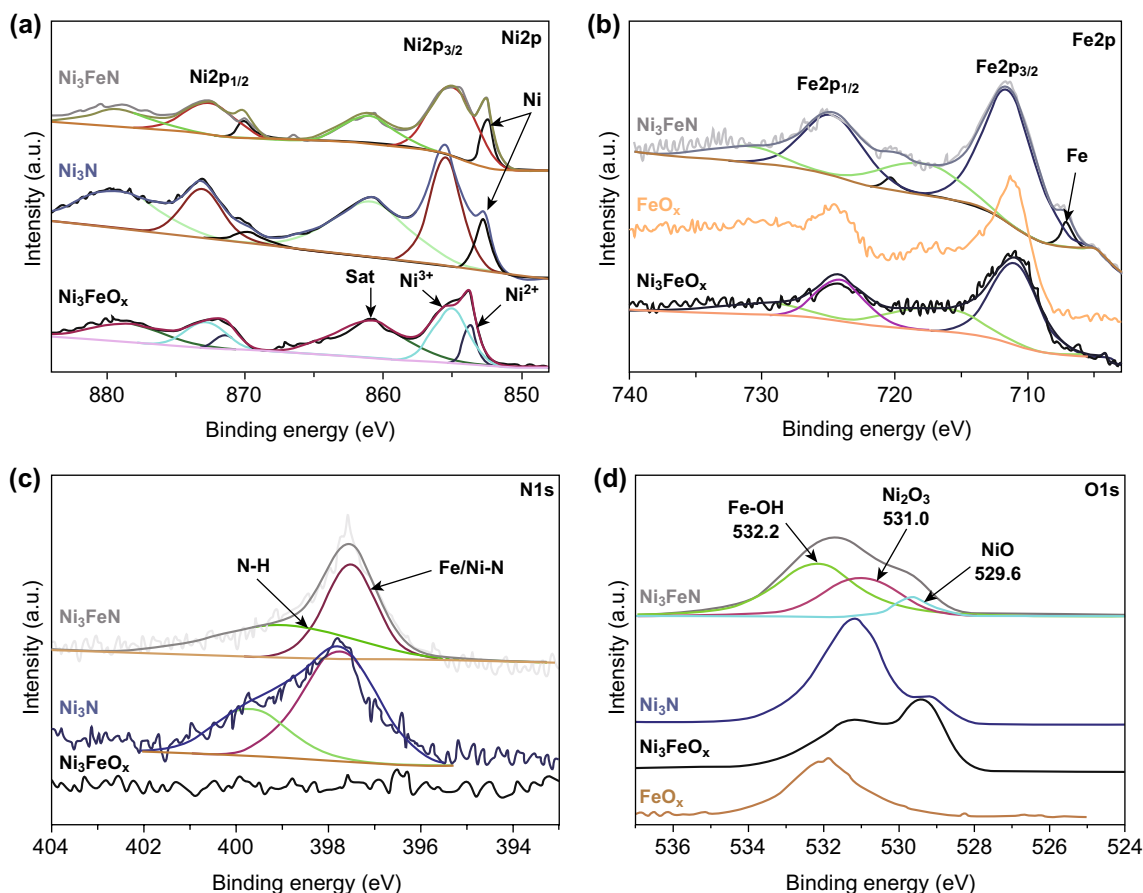 (a)
Ni2p₃/₂
Ni2p
Ni₃FeN
Ni2p₁/₂
Ni
Ni₃N
Sat
Ni³⁺
Ni²⁺
Ni₃FeOₓ
Intensity (a.u.)
880 870 860 850
Binding energy (eV)
(b)
Fe2p
Fe2p₃/₂
Fe2p₁/₂
Ni₃FeN
Fe
FeOₓ
Ni₃FeOₓ
Intensity (a.u.)
740 730 720 710
Binding energy (eV)
(c)
N1s
N-H
Fe/Ni-N
Ni₃FeN
Ni₃N
Ni₃FeOₓ
Intensity (a.u.)
404 402 400 398 396 394
Binding energy (eV)
(d)
O1s
Fe-OH
532.2
Ni₂O₃
531.0
NiO
529.6
Ni₃FeN
Ni₃N
Ni₃FeOₓ
FeOₓ
Intensity (a.u.)
536 534 532 530 528 526 524
Binding energy (eV)